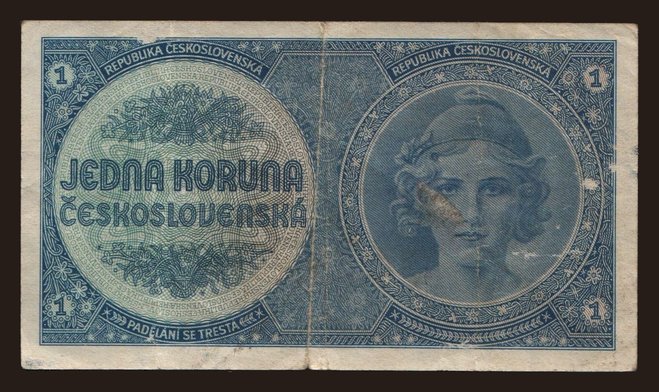 REPUBLIKA ČESKOSLOVENSKÁ
REPUBLIKA ČESKOSLOVENSKÁ
1
1
JEDNA KORUNA
ČESKOSLOVENSKÁ
1
1
PADĚLÁNÍ SE TRESTÁ